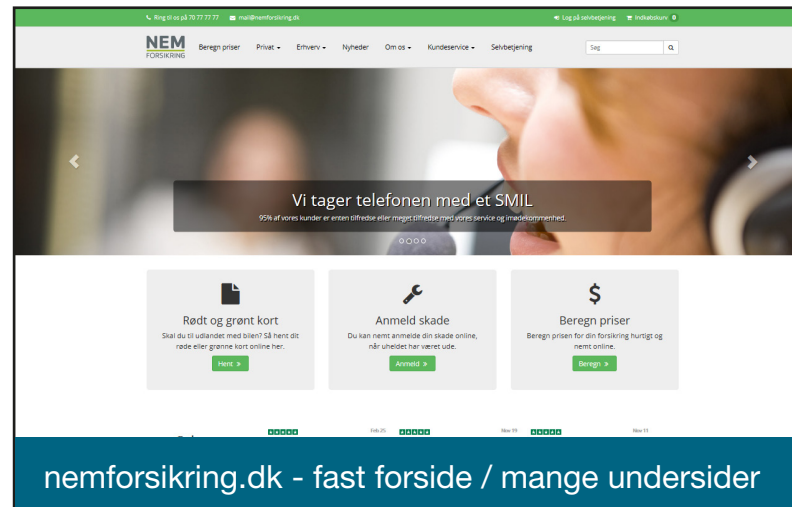 Ring til os på 70 77 77 77 mail@nemforsikring.dk Log på selvbetjening Indkøbskurv 0
NEM
FORSIKRING
Beregn priser Privat Erhverv Nyheder Om os Kundeservice Selvbetjening Søg
Vi tager telefonen med et SMIL
95% af vores kunder er enten tilfredse eller meget tilfredse med vores service og imødekommenhed.
Rødt og grønt kort
Skal du til udlandet med bilen? Så hent dit
røde eller grønne kort online her.
Hent »
Anmeld skade
Du kan nemt anmelde din skade online,
når uheldet har været ude.
Anmeld »
Beregn priser
Beregn prisen for din forsikring hurtigt og
nemt online.
Beregn »
Feb 25 Nov 19 Nov 11
nemforsikring.dk - fast forside / mange undersider